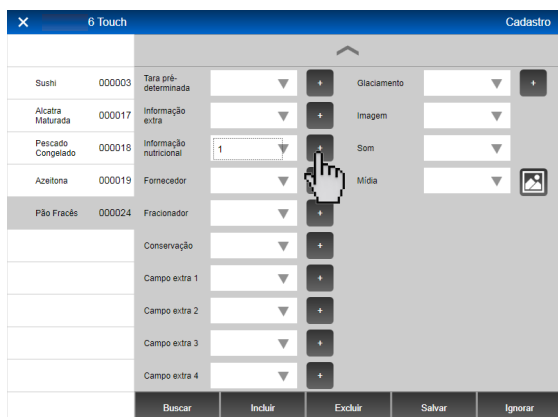 × 6 Touch Cadastro
Sushi 000003
Alcatra Maturada 000017
Pescado Congelado 000018
Azeitona 000019
Pão Fracês 000024
Tara pré-determinada +
Informação extra +
Informação nutricional 1 +
Fornecedor +
Fracionador +
Conservação +
Campo extra 1 +
Campo extra 2 +
Campo extra 3 +
Campo extra 4 +
Glaciamento +
Imagem
Som
Mídia
Buscar Incluir Excluir Salvar Ignorar